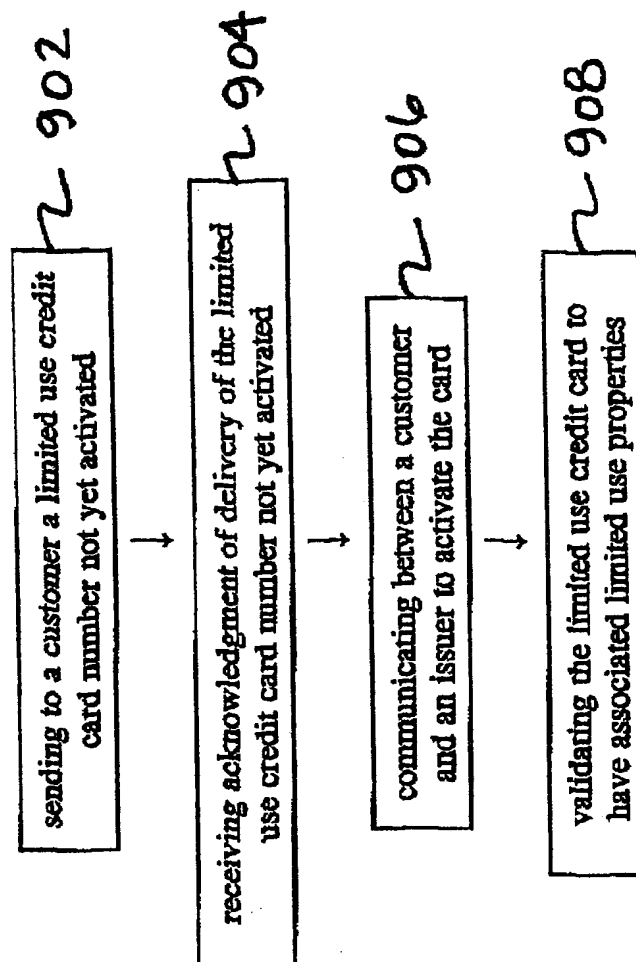 sending to a customer a limited use credit
card number not yet activated
902
receiving acknowledgment of delivery of the limited
use credit card number not yet activated
904
communicating between a customer
and an issuer to activate the card
906
validating the limited use credit card to
have associated limited use properties
908